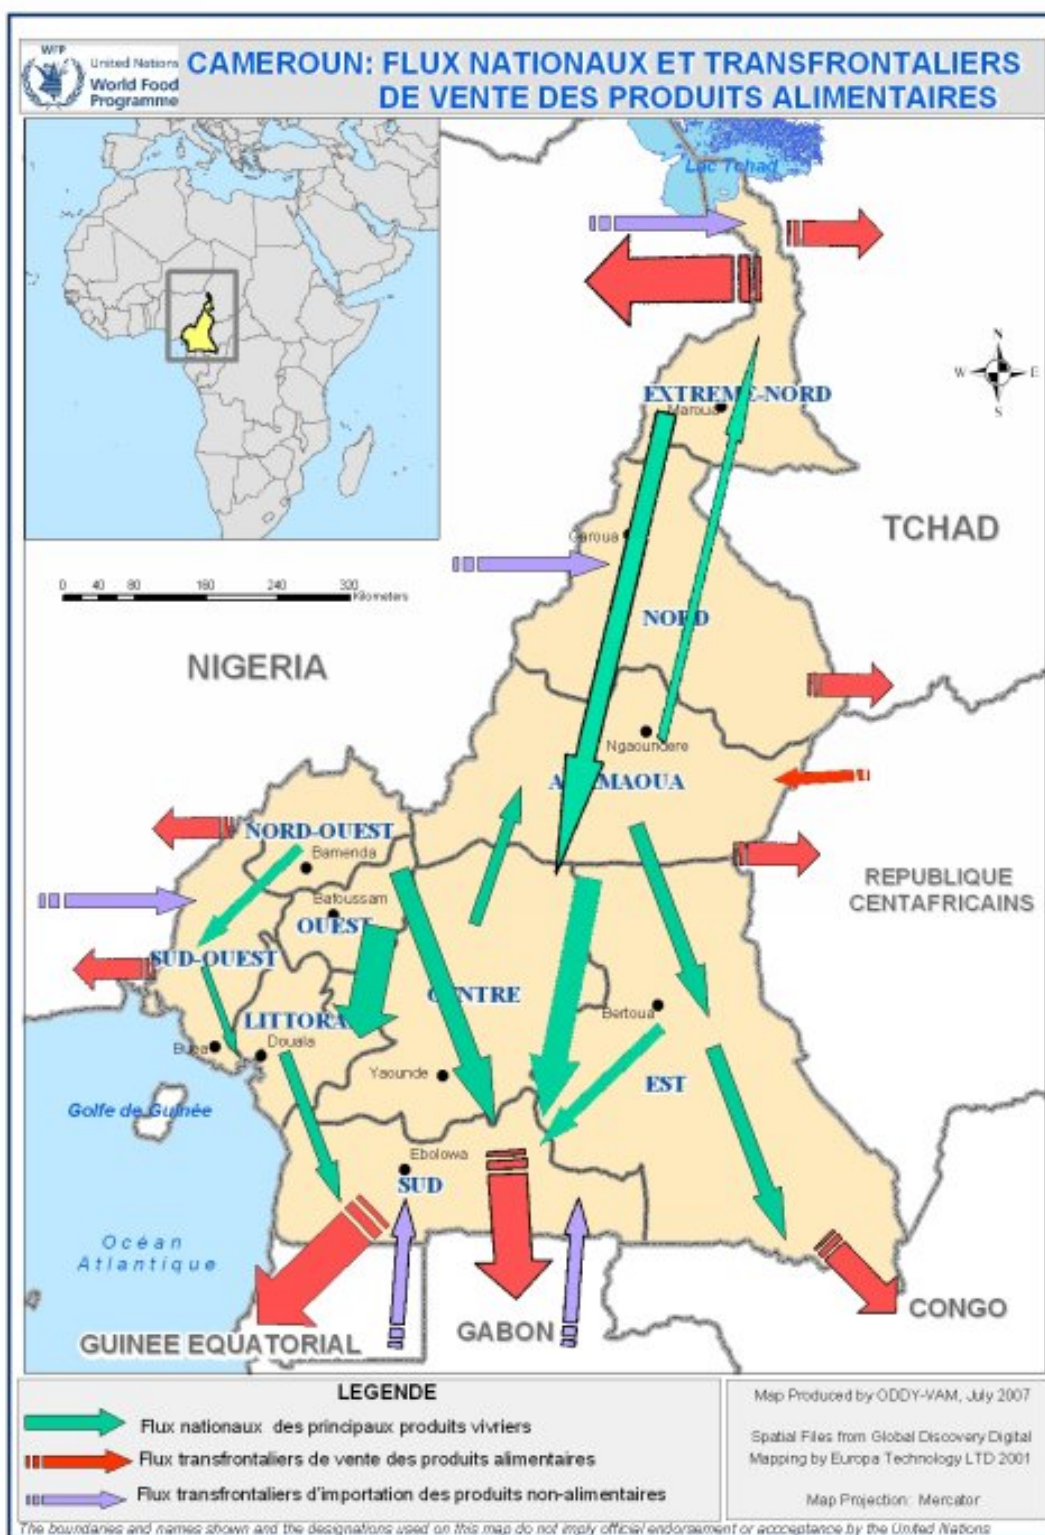 WFP
United Nations
World Food
Programme
CAMEROUN: FLUX NATIONAUX ET TRANSFRONTALIERS
DE VENTE DES PRODUITS ALIMENTAIRES
Lac Tchad
N
W E
S
EXTREME-NORD
Maroua
TCHAD
Garoua
0 40 80 160 240 320
Kilometers
NORD
NIGERIA
Ngaoundere
ADAMAOUA
NORD-OUEST
Bamenda
REPUBLIQUE
CENTAFRICAINS
Bafoussam
OUEST
SUD-OUEST
CENTRE
Bertoua
LITTORAL
Douala
Buea
Yaounde
EST
Golfe de Guinée
Ebolowa
SUD
Océan
Atlantique
CONGO
GUINEE EQUATORIAL
GABON
LEGENDE
Flux nationaux des principaux produits vivriers
Flux transfrontaliers de vente des produits alimentaires
Flux transfrontaliers d'importation des produits non-alimentaires
Map Produced by ODDY-VAM, July 2007
Spatial Files from Global Discovery Digital
Mapping by Europa Technology LTD 2001
Map Projection: Mercator
The boundaries and names shown and the designations used on this map do not imply official endorsement or accceptance by the United Nations